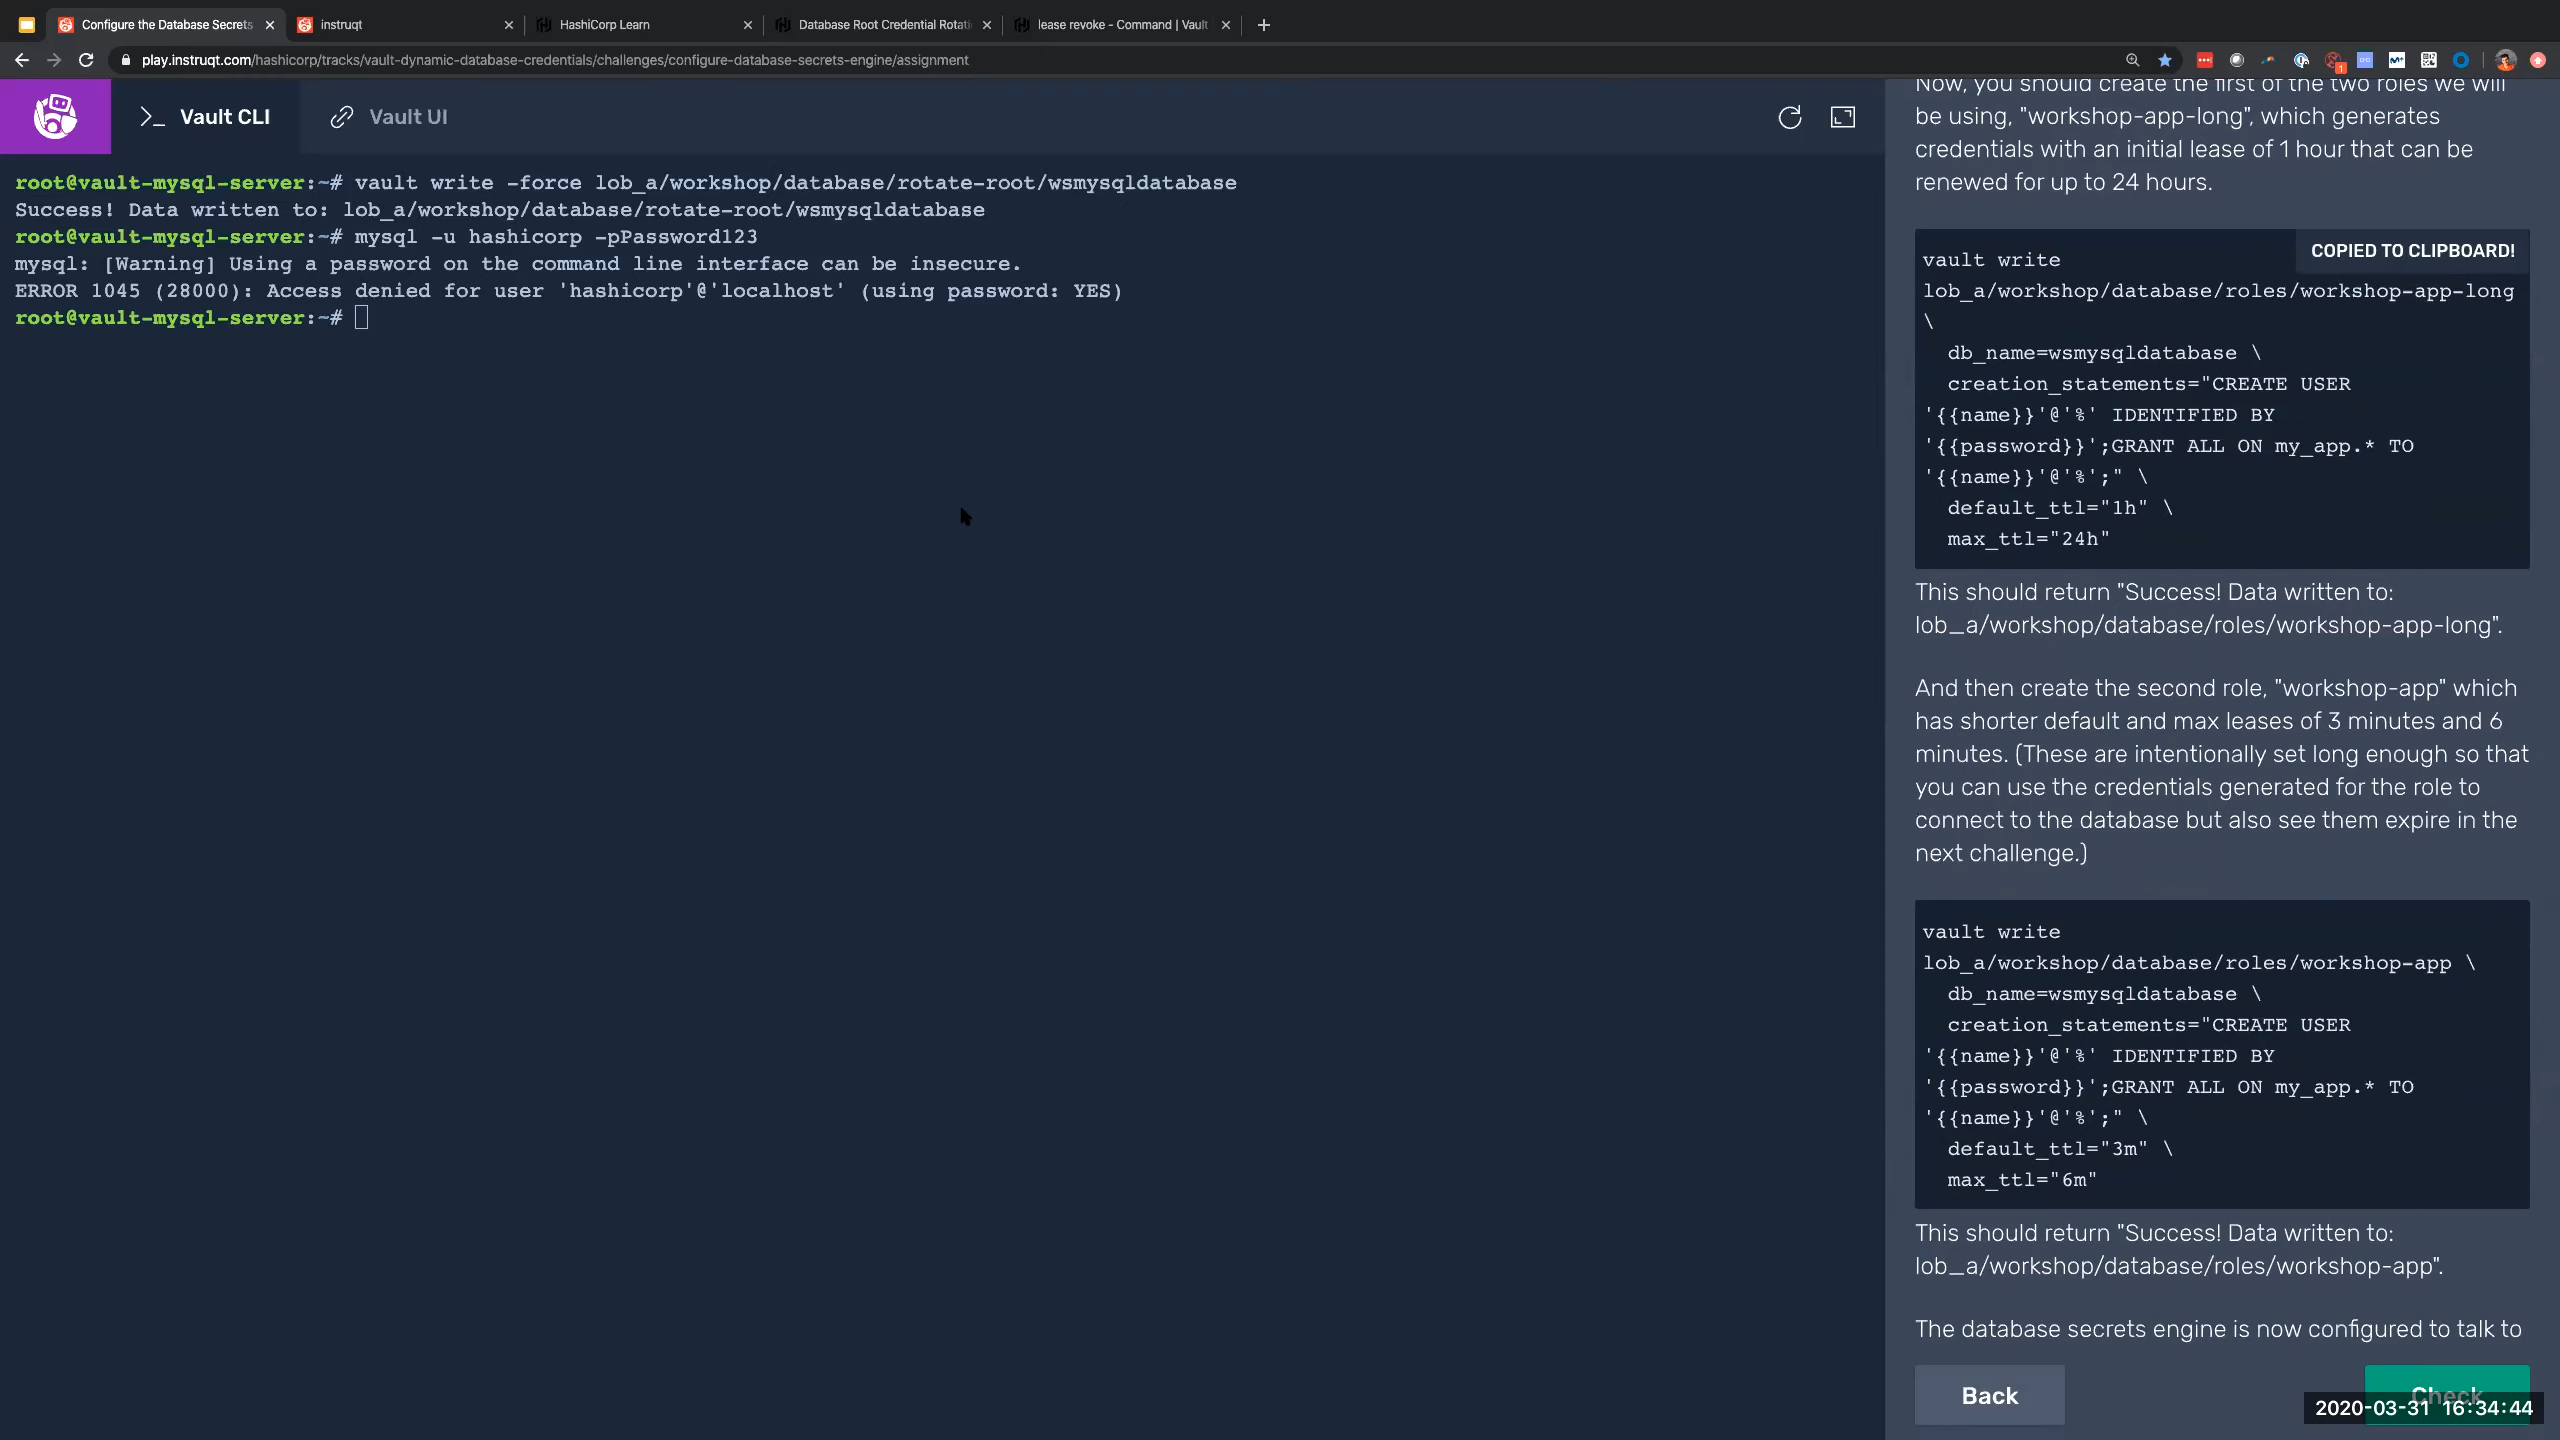 Configure the Database Secrets
instruqt
HashiCorp Learn
Database Root Credential Rotati
lease revoke - Command | Vault
play.instruqt.com/hashicorp/tracks/vault-dynamic-database-credentials/challenges/configure-database-secrets-engine/assignment
>_ Vault CLI
Vault UI
root@vault-mysql-server:~# vault write -force lob_a/workshop/database/rotate-root/wsmysqldatabase
Success! Data written to: lob_a/workshop/database/rotate-root/wsmysqldatabase
root@vault-mysql-server:~# mysql -u hashicorp -pPassword123
mysql: [Warning] Using a password on the command line interface can be insecure.
ERROR 1045 (28000): Access denied for user 'hashicorp'@'localhost' (using password: YES)
root@vault-mysql-server:~#
Now, you should create the first of the two roles we will
be using, "workshop-app-long", which generates
credentials with an initial lease of 1 hour that can be
renewed for up to 24 hours.
COPIED TO CLIPBOARD!
vault write
lob_a/workshop/database/roles/workshop-app-long
\
db_name=wsmysqldatabase \
creation_statements="CREATE USER
'{{name}}'@'%' IDENTIFIED BY
'{{password}}';GRANT ALL ON my_app.* TO
'{{name}}'@'%';" \
default_ttl="1h" \
max_ttl="24h"
This should return "Success! Data written to:
lob_a/workshop/database/roles/workshop-app-long".
And then create the second role, "workshop-app" which
has shorter default and max leases of 3 minutes and 6
minutes. (These are intentionally set long enough so that
you can use the credentials generated for the role to
connect to the database but also see them expire in the
next challenge.)
vault write
lob_a/workshop/database/roles/workshop-app \
db_name=wsmysqldatabase \
creation_statements="CREATE USER
'{{name}}'@'%' IDENTIFIED BY
'{{password}}';GRANT ALL ON my_app.* TO
'{{name}}'@'%';" \
default_ttl="3m" \
max_ttl="6m"
This should return "Success! Data written to:
lob_a/workshop/database/roles/workshop-app".
The database secrets engine is now configured to talk to
Back
Check
2020-03-31 16:34:44